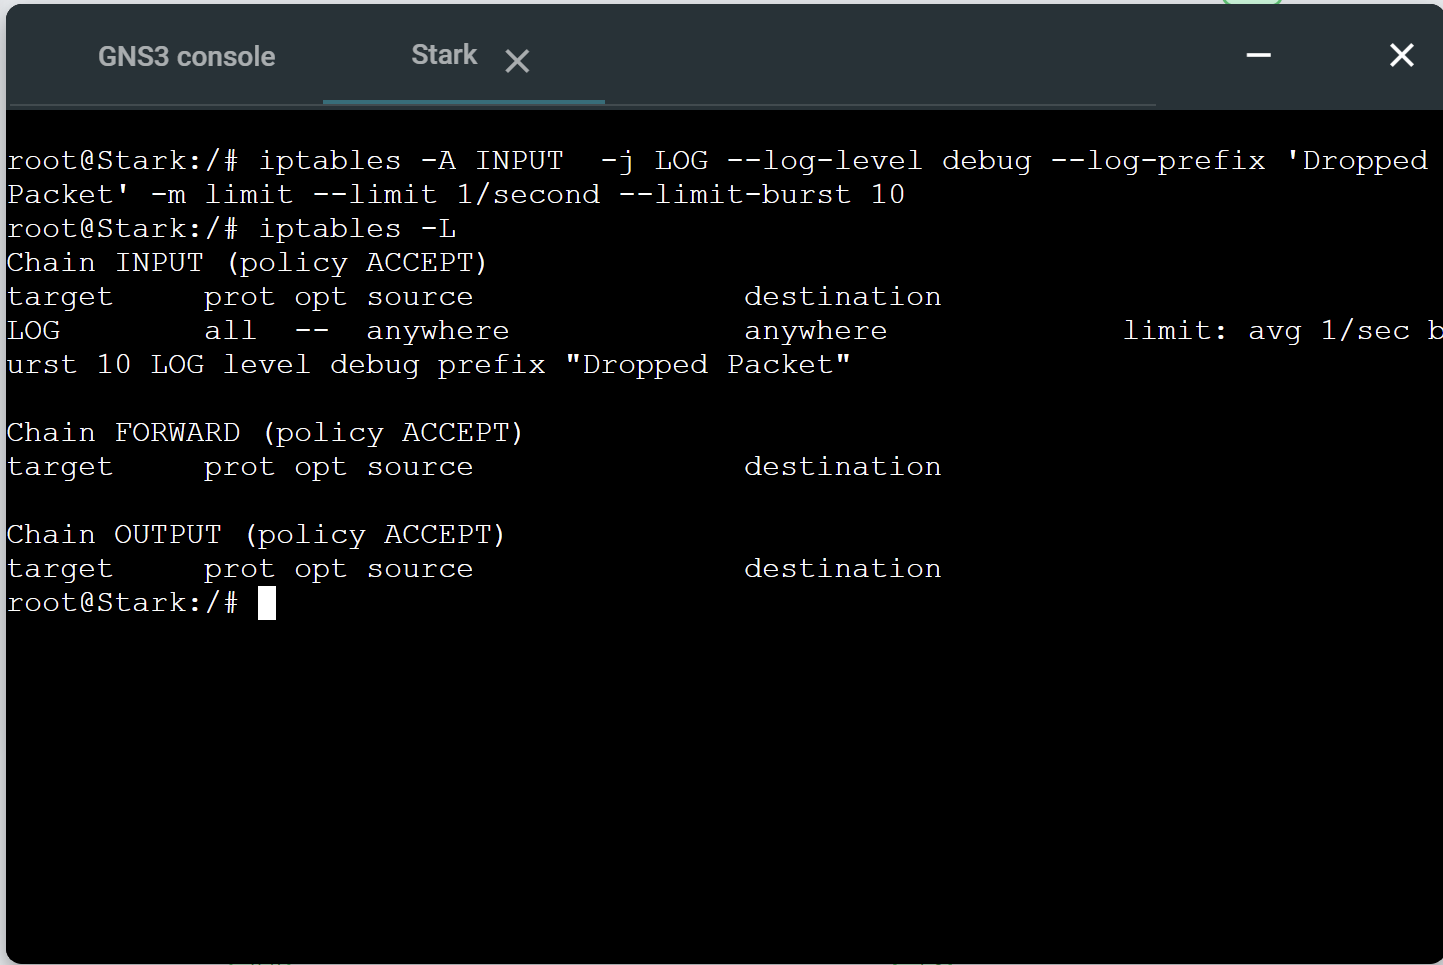 GNS3 console Stark
root@Stark:/# iptables -A INPUT  -j LOG --log-level debug --log-prefix 'Dropped
Packet' -m limit --limit 1/second --limit-burst 10
root@Stark:/# iptables -L
Chain INPUT (policy ACCEPT)
target     prot opt source               destination
LOG        all  --  anywhere             anywhere             limit: avg 1/sec b
urst 10 LOG level debug prefix "Dropped Packet"
Chain FORWARD (policy ACCEPT)
target     prot opt source               destination
Chain OUTPUT (policy ACCEPT)
target     prot opt source               destination
root@Stark:/#